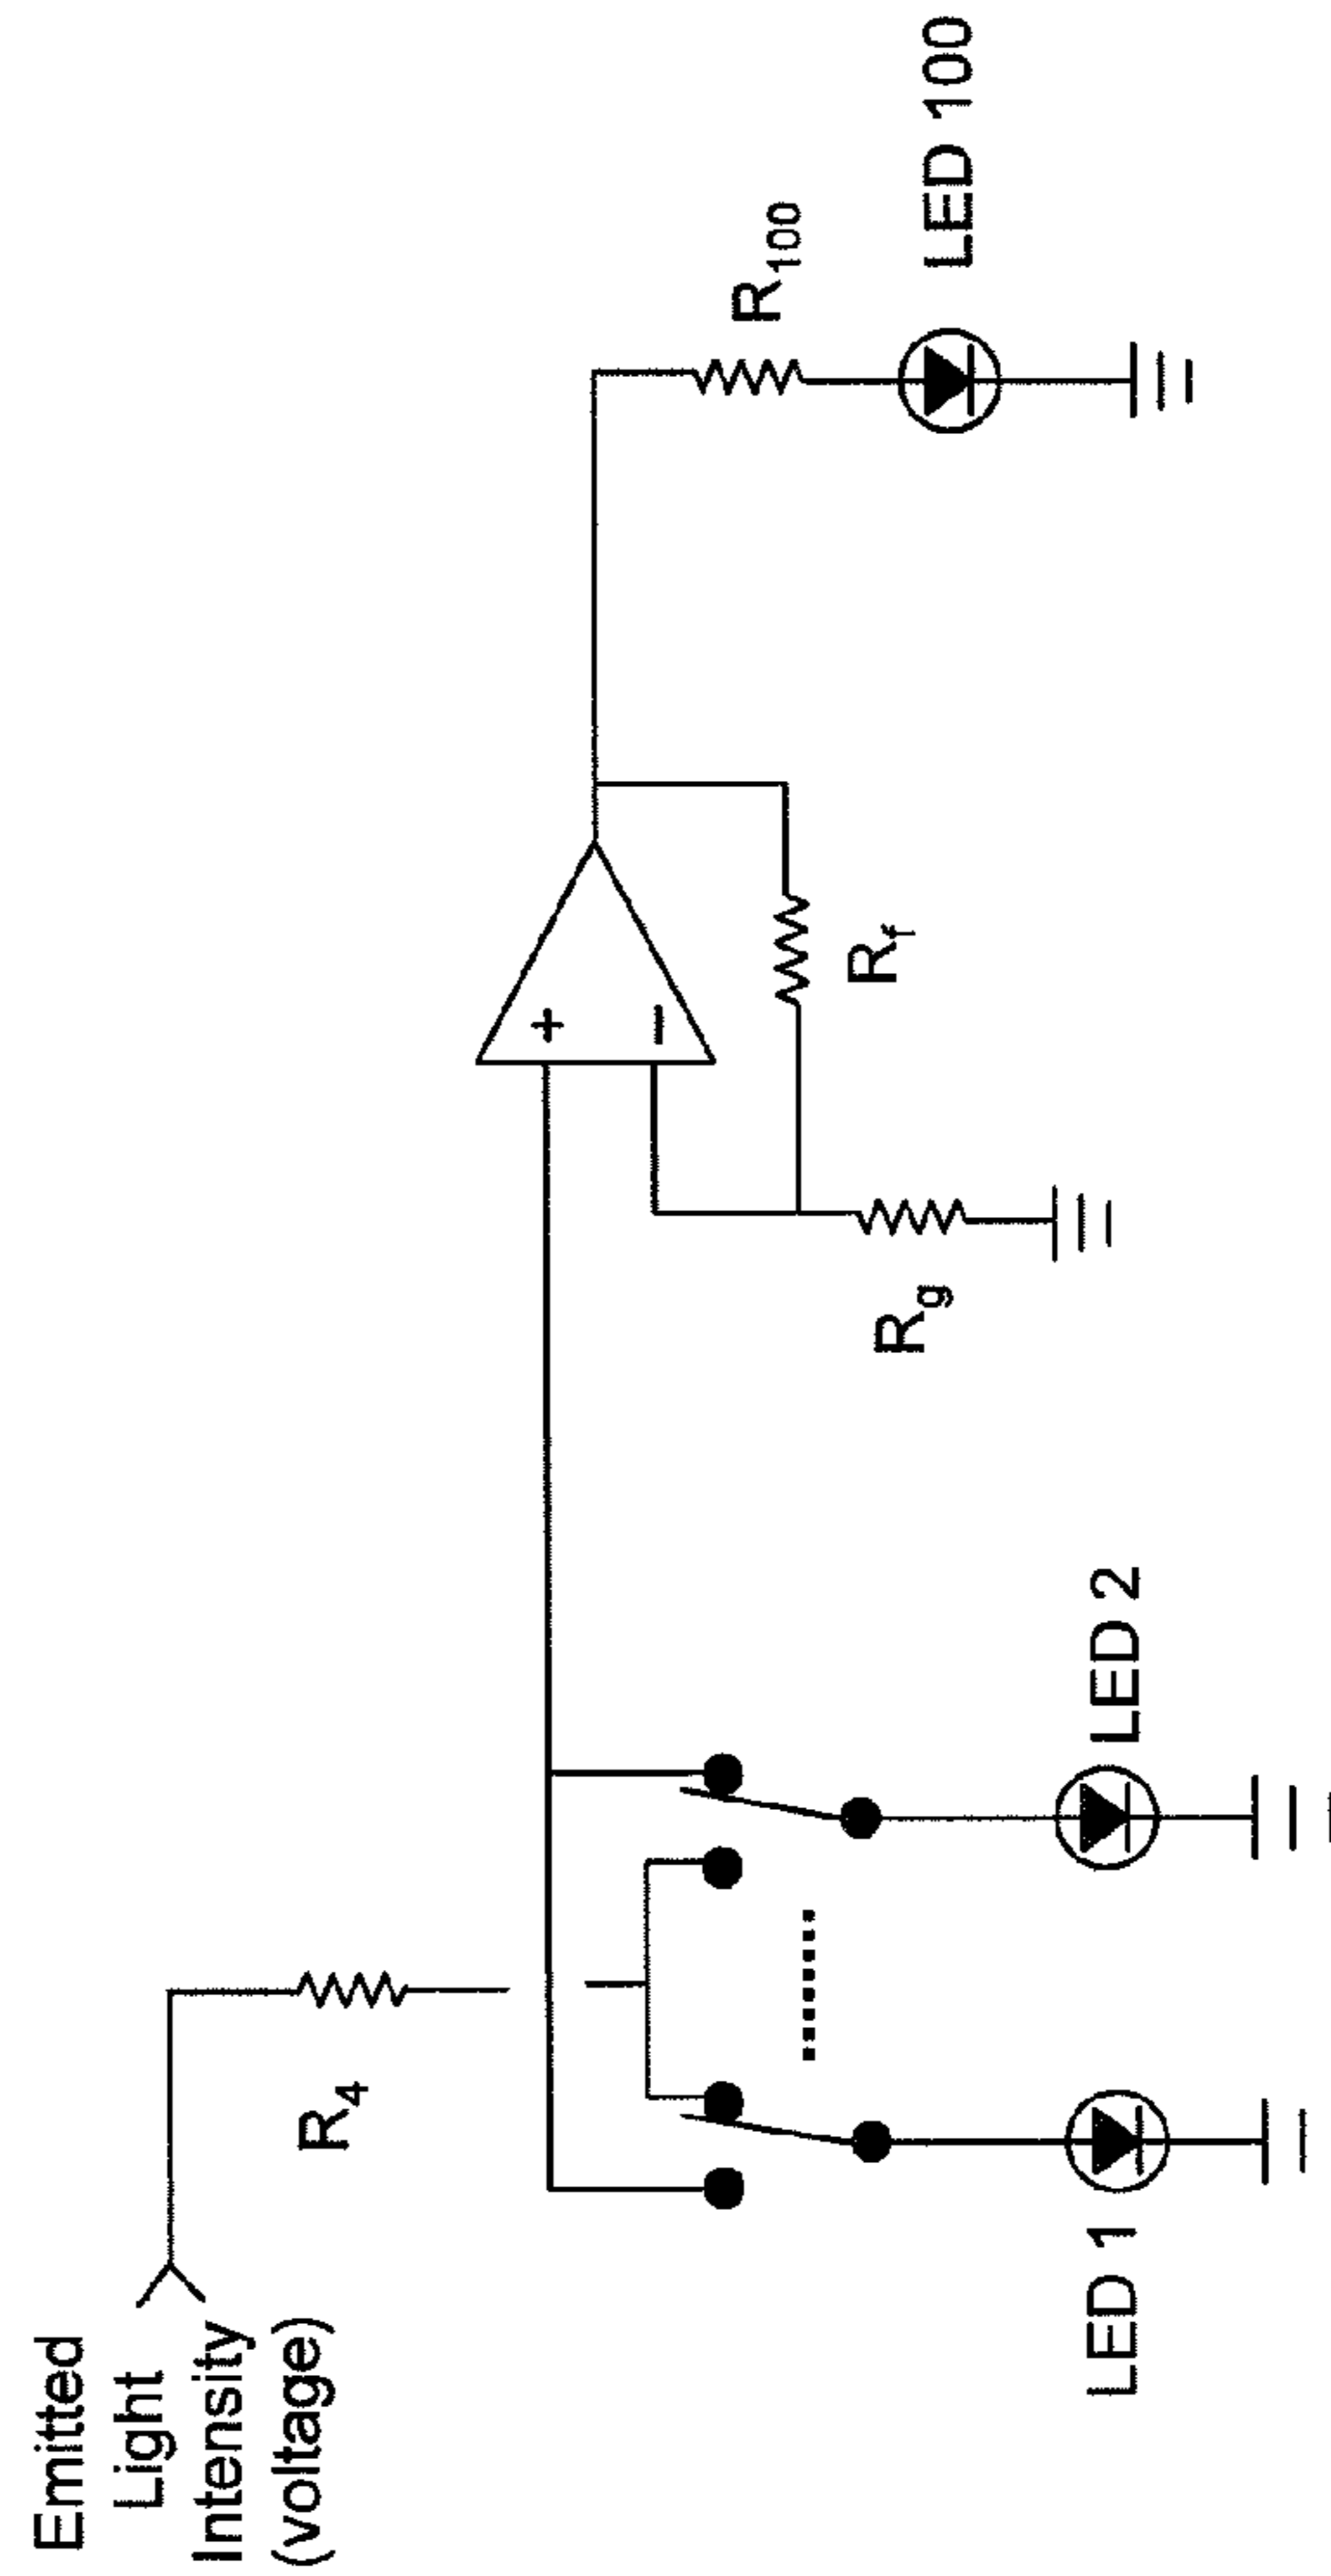 Emitted
Light
Intensity
(voltage)
R4
LED 1
LED 2
+
−
Rg
Rf
R100
LED 100